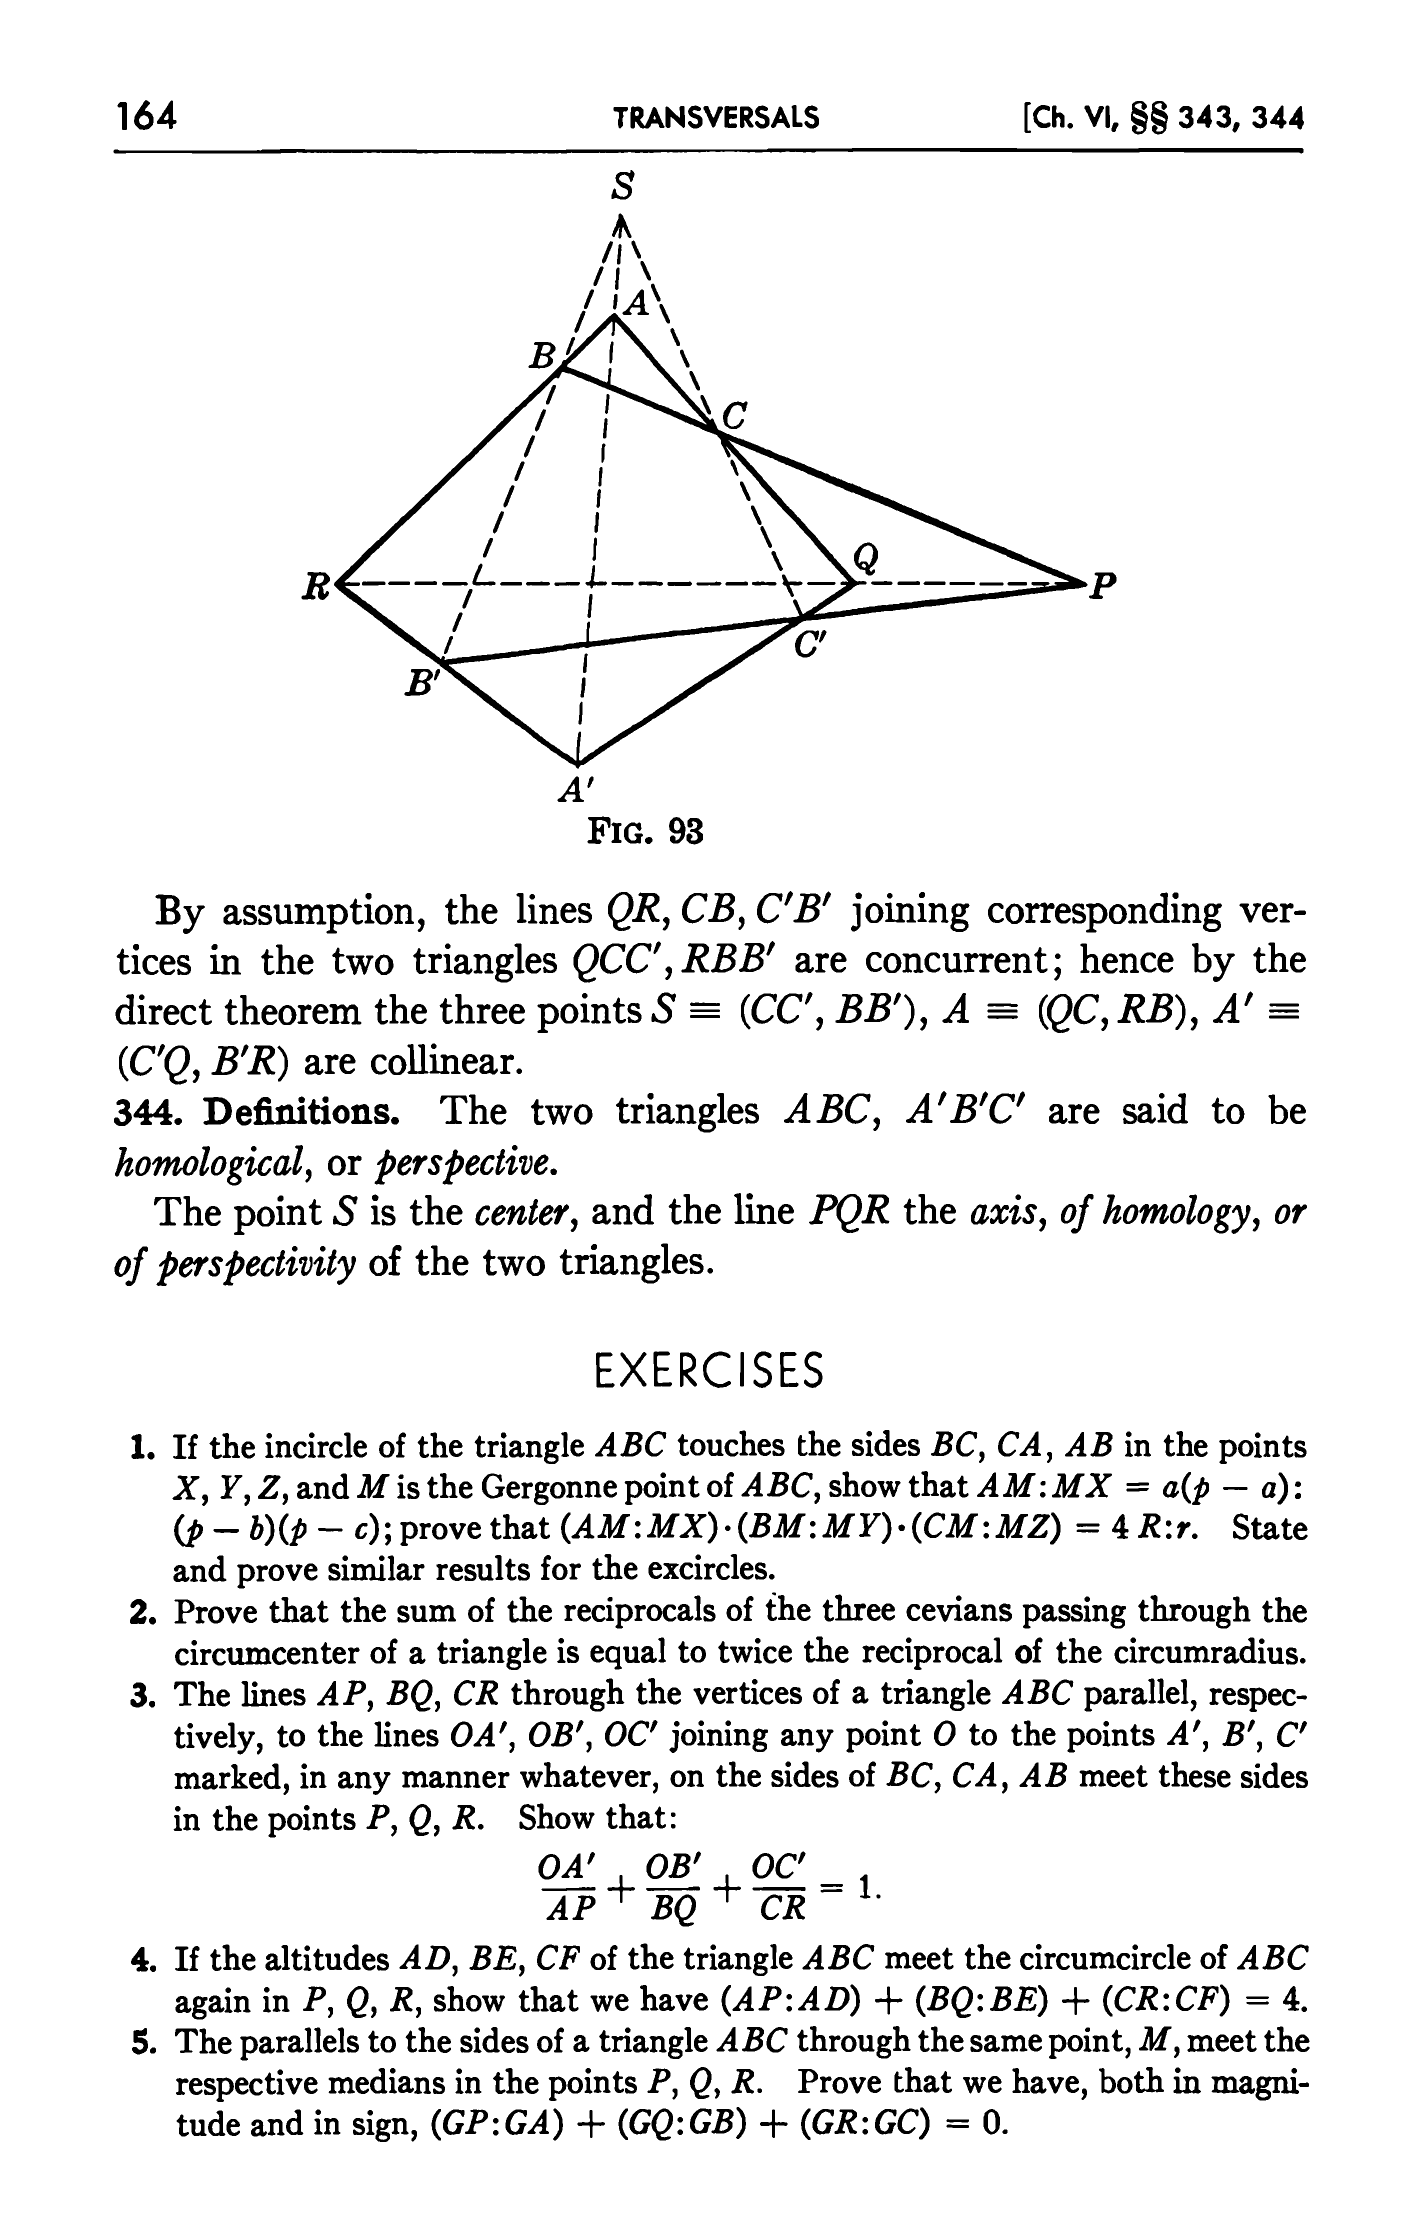 164 TRANSVERSALS [Ch. VI, §§ 343, 344
S
A
B
C
Q
R
P
C'
B'
A'
FIG. 93
By assumption, the lines QR, CB, C'B' joining corresponding ver-
tices in the two triangles QCC', RBB' are concurrent; hence by the
direct theorem the three points S ≡ (CC', BB'), A ≡ (QC, RB), A' ≡
(C'Q, B'R) are collinear.
344. Definitions. The two triangles ABC, A'B'C' are said to be
homological, or perspective.
The point S is the center, and the line PQR the axis, of homology, or
of perspectivity of the two triangles.
EXERCISES
1. If the incircle of the triangle ABC touches the sides BC, CA, AB in the points
X, Y, Z, and M is the Gergonne point of ABC, show that AM:MX = a(p − a):
(p − b)(p − c); prove that (AM:MX)·(BM:MY)·(CM:MZ) = 4 R:r. State
and prove similar results for the excircles.
2. Prove that the sum of the reciprocals of the three cevians passing through the
circumcenter of a triangle is equal to twice the reciprocal of the circumradius.
3. The lines AP, BQ, CR through the vertices of a triangle ABC parallel, respec-
tively, to the lines OA', OB', OC' joining any point O to the points A', B', C'
marked, in any manner whatever, on the sides of BC, CA, AB meet these sides
in the points P, Q, R. Show that:
OA'/AP + OB'/BQ + OC'/CR = 1.
4. If the altitudes AD, BE, CF of the triangle ABC meet the circumcircle of ABC
again in P, Q, R, show that we have (AP:AD) + (BQ:BE) + (CR:CF) = 4.
5. The parallels to the sides of a triangle ABC through the same point, M, meet the
respective medians in the points P, Q, R. Prove that we have, both in magni-
tude and in sign, (GP:GA) + (GQ:GB) + (GR:GC) = 0.